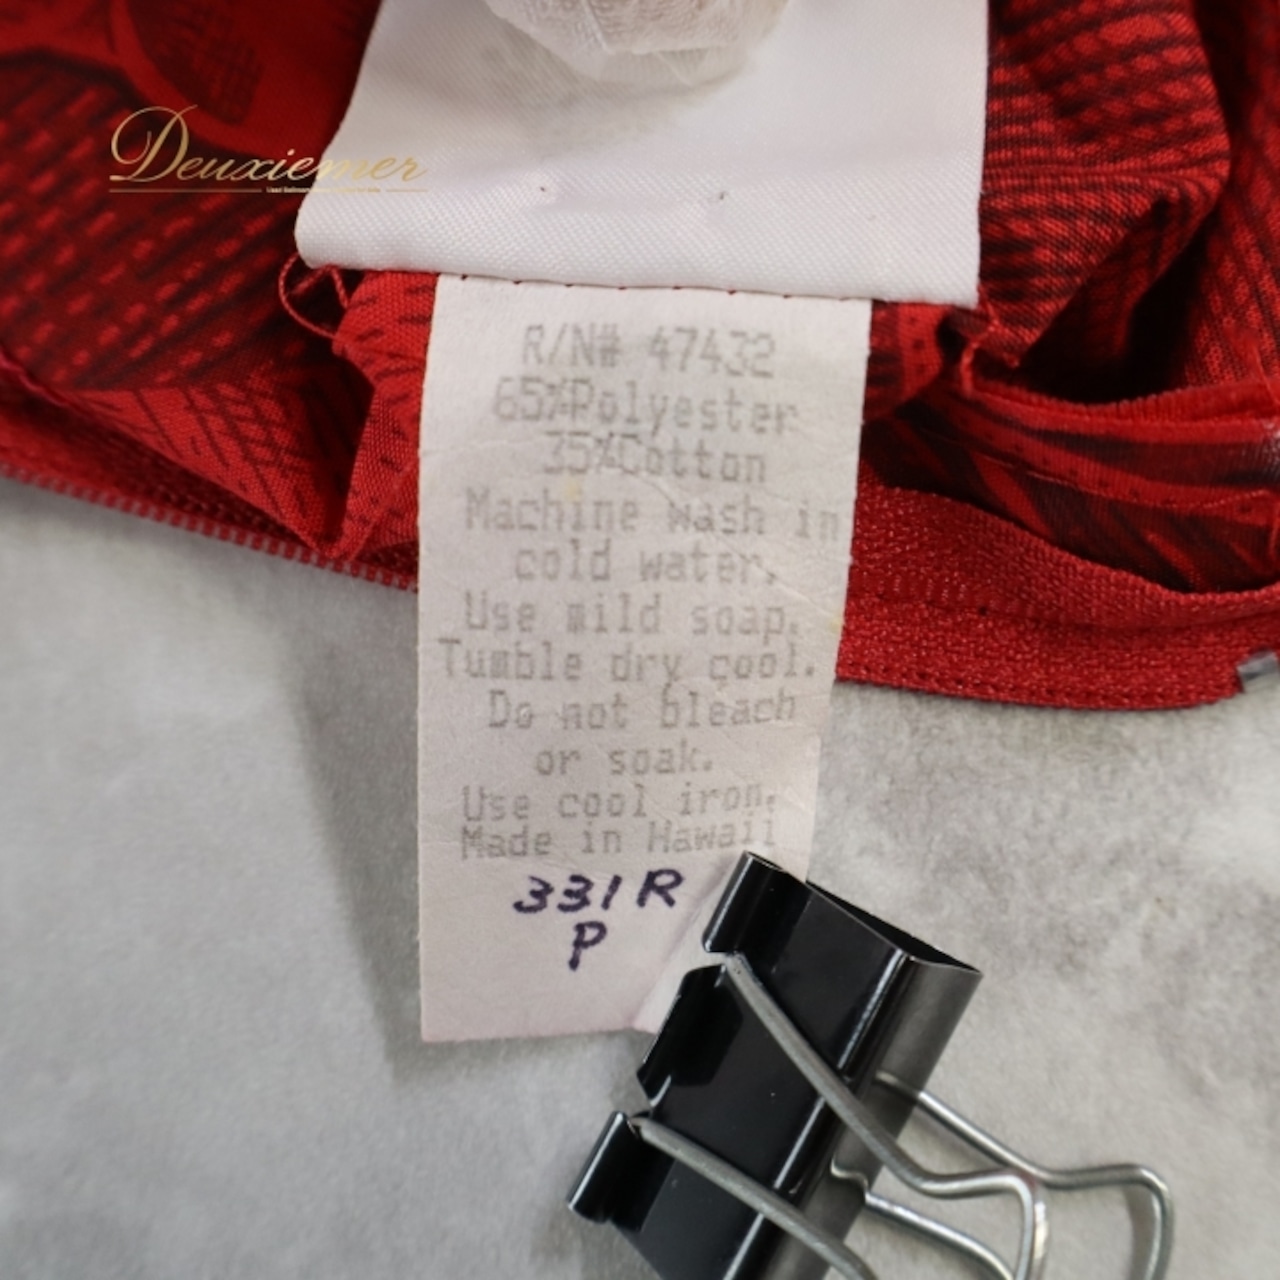 Deuxiemer
R/N# 47432
65%Polyester
35%Cotton
Machine wash in
cold water.
Use mild soap.
Tumble dry cool.
Do not bleach
or soak.
Use cool iron.
Made in Hawaii
331R
P